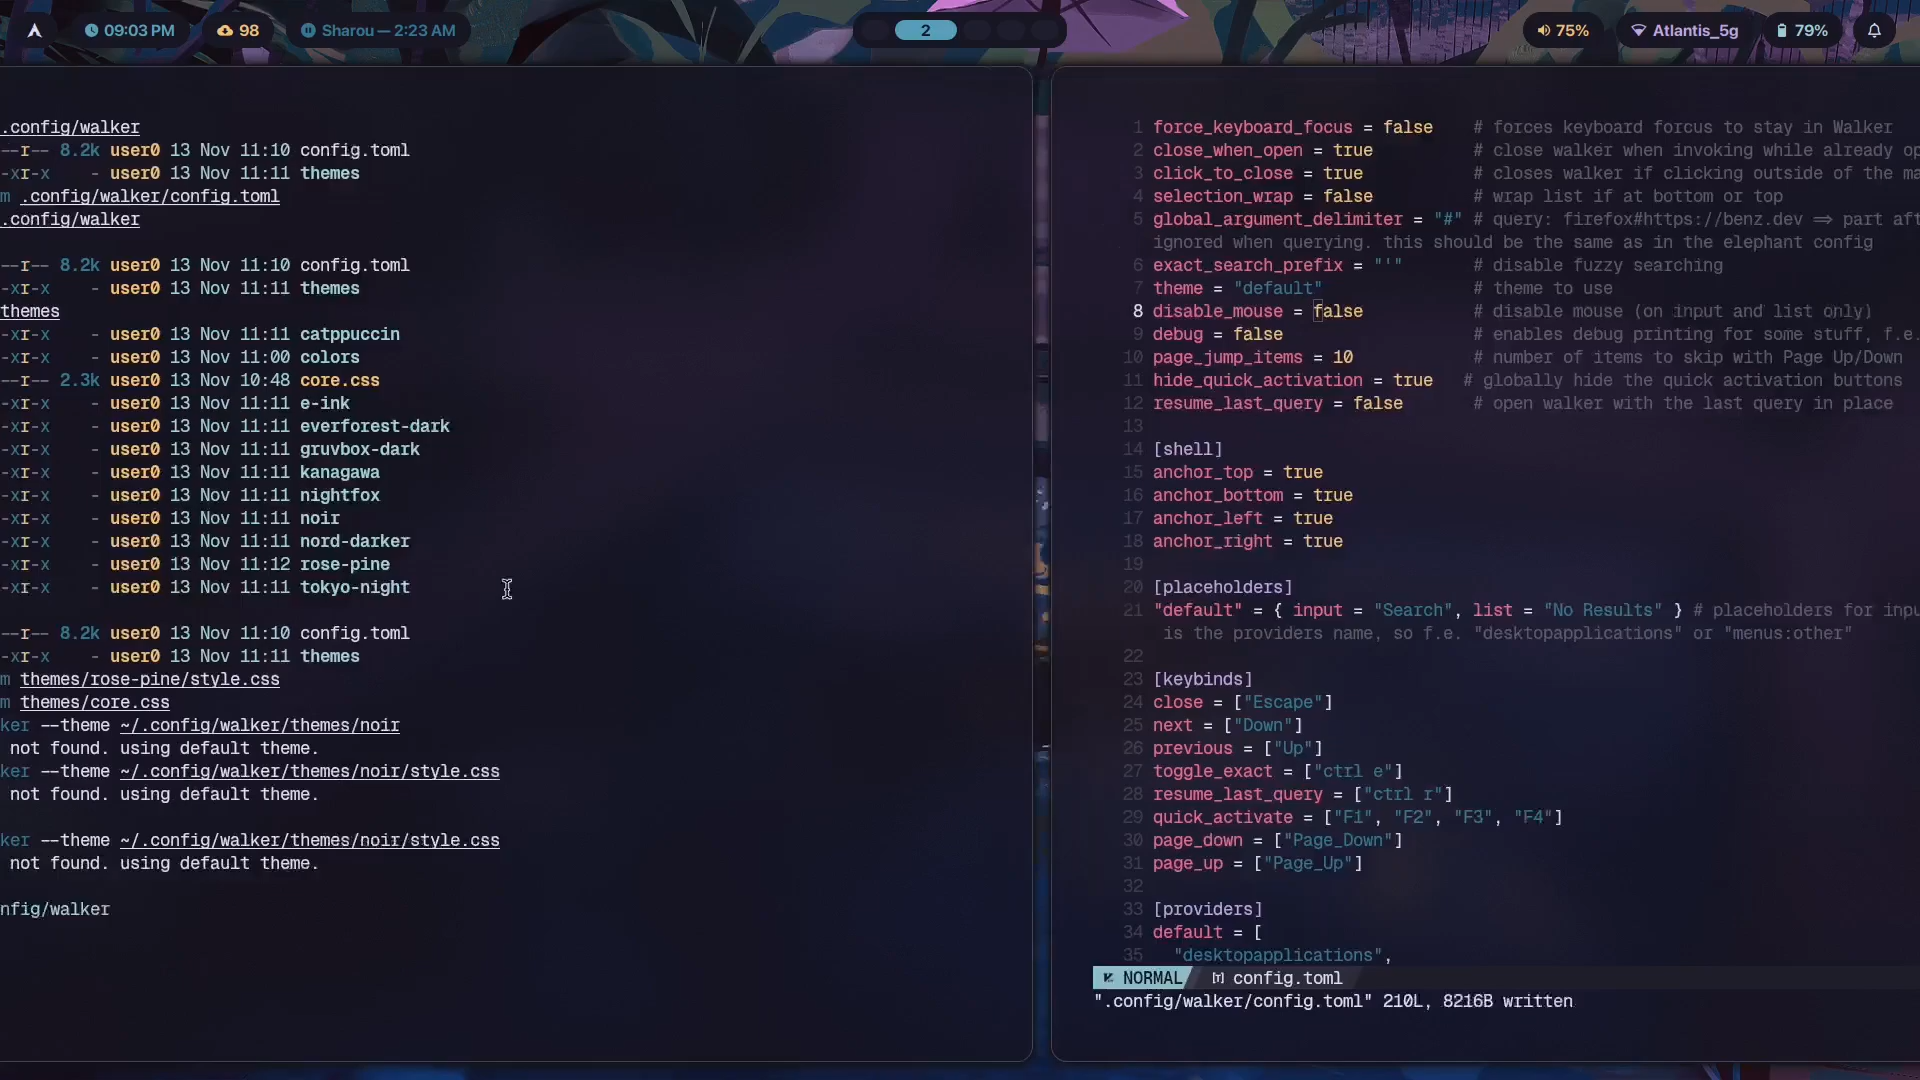 09:03 PM
98
Sharou — 2:23 AM
2
75%
Atlantis_5g
79%
.config/walker
--r-- 8.2k user0 13 Nov 11:10 config.toml
-xr-x - user0 13 Nov 11:11 themes
m .config/walker/config.toml
.config/walker
--r-- 8.2k user0 13 Nov 11:10 config.toml
-xr-x - user0 13 Nov 11:11 themes
themes
-xr-x - user0 13 Nov 11:11 catppuccin
-xr-x - user0 13 Nov 11:00 colors
--r-- 2.3k user0 13 Nov 10:48 core.css
-xr-x - user0 13 Nov 11:11 e-ink
-xr-x - user0 13 Nov 11:11 everforest-dark
-xr-x - user0 13 Nov 11:11 gruvbox-dark
-xr-x - user0 13 Nov 11:11 kanagawa
-xr-x - user0 13 Nov 11:11 nightfox
-xr-x - user0 13 Nov 11:11 noir
-xr-x - user0 13 Nov 11:11 nord-darker
-xr-x - user0 13 Nov 11:12 rose-pine
-xr-x - user0 13 Nov 11:11 tokyo-night
--r-- 8.2k user0 13 Nov 11:10 config.toml
-xr-x - user0 13 Nov 11:11 themes
m themes/rose-pine/style.css
m themes/core.css
ker --theme ~/.config/walker/themes/noir
not found. using default theme.
ker --theme ~/.config/walker/themes/noir/style.css
not found. using default theme.
ker --theme ~/.config/walker/themes/noir/style.css
not found. using default theme.
nfig/walker
1 force_keyboard_focus = false # forces keyboard forcus to stay in Walker
2 close_when_open = true # close walker when invoking while already op
3 click_to_close = true # closes walker if clicking outside of the ma
4 selection_wrap = false # wrap list if at bottom or top
5 global_argument_delimiter = "#" # query: firefox#https://benz.dev => part aft
ignored when querying. this should be the same as in the elephant config
6 exact_search_prefix = "'" # disable fuzzy searching
7 theme = "default" # theme to use
8 disable_mouse = false # disable mouse (on input and list only)
9 debug = false # enables debug printing for some stuff, f.e.
10 page_jump_items = 10 # number of items to skip with Page Up/Down
11 hide_quick_activation = true # globally hide the quick activation buttons
12 resume_last_query = false # open walker with the last query in place
13
14 [shell]
15 anchor_top = true
16 anchor_bottom = true
17 anchor_left = true
18 anchor_right = true
19
20 [placeholders]
21 "default" = { input = "Search", list = "No Results" } # placeholders for inpu
is the providers name, so f.e. "desktopapplications" or "menus:other"
22
23 [keybinds]
24 close = ["Escape"]
25 next = ["Down"]
26 previous = ["Up"]
27 toggle_exact = ["ctrl e"]
28 resume_last_query = ["ctrl r"]
29 quick_activate = ["F1", "F2", "F3", "F4"]
30 page_down = ["Page_Down"]
31 page_up = ["Page_Up"]
32
33 [providers]
34 default = [
35 "desktopapplications",
NORMAL config.toml
".config/walker/config.toml" 210L, 8216B written